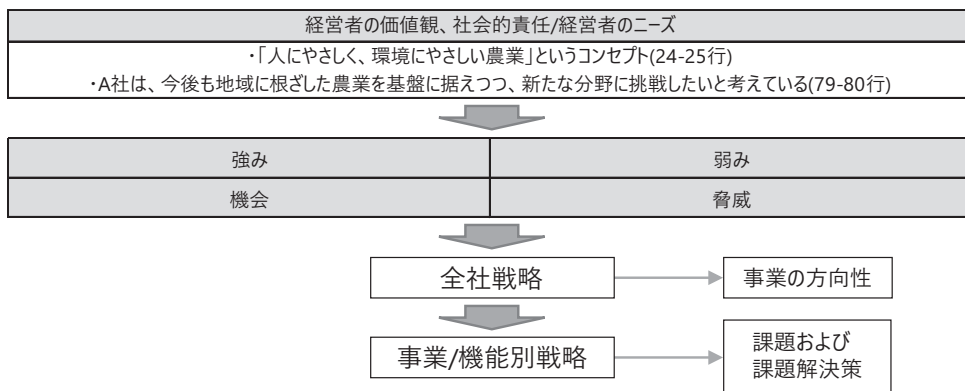 経営者の価値観、社会的責任/経営者のニーズ
・「人にやさしく、環境にやさしい農業」というコンセプト(24-25行)
・A社は、今後も地域に根ざした農業を基盤に据えつつ、新たな分野に挑戦したいと考えている(79-80行)
強み
弱み
機会
脅威
全社戦略
事業の方向性
事業/機能別戦略
課題および
課題解決策